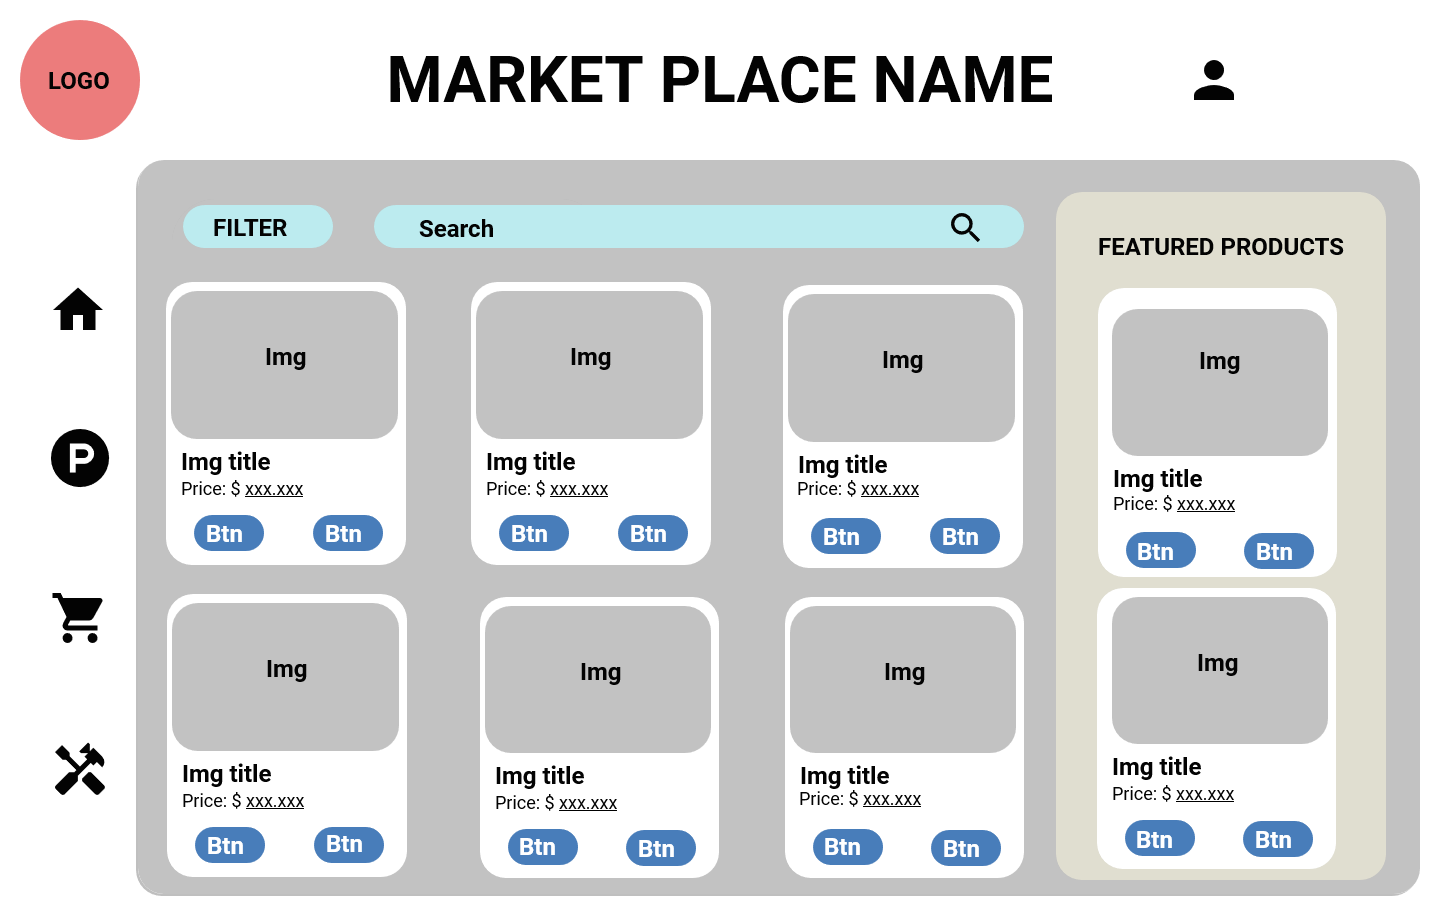 LOGO
MARKET PLACE NAME
FILTER
Search
FEATURED PRODUCTS
Img
Img title
Price: $ xxx.xxx
Btn Btn
Img
Img title
Price: $ xxx.xxx
Btn Btn
Img
Img title
Price: $ xxx.xxx
Btn Btn
Img
Img title
Price: $ xxx.xxx
Btn Btn
P
Img
Img title
Price: $ xxx.xxx
Btn Btn
Img
Img title
Price: $ xxx.xxx
Btn Btn
Img
Img title
Price: $ xxx.xxx
Btn Btn
Img
Img title
Price: $ xxx.xxx
Btn Btn